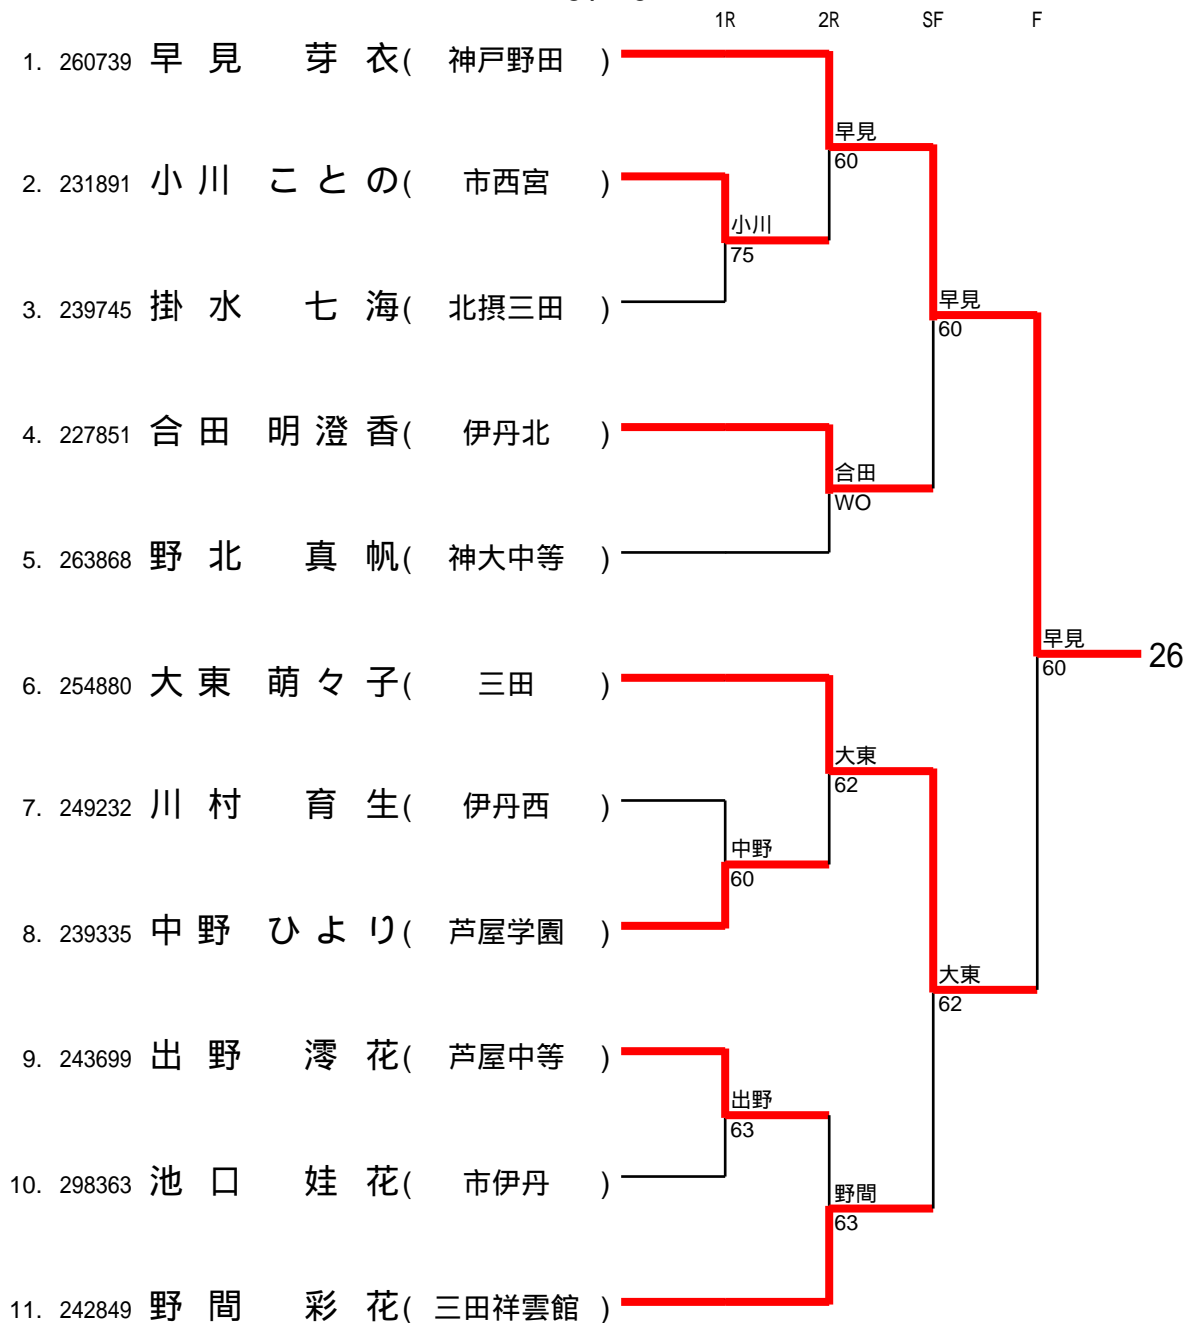 1R 2R SF F
1. 260739 早見 芽衣( 神戸野田 )
早見
60
2. 231891 小川 ことの( 市西宮 )
小川
75
3. 239745 掛水 七海( 北摂三田 )
早見
60
4. 227851 合田 明澄香( 伊丹北 )
合田
WO
5. 263868 野北 真帆( 神大中等 )
早見
60
26
6. 254880 大東 萌々子( 三田 )
大東
62
7. 249232 川村 育生( 伊丹西 )
中野
60
8. 239335 中野 ひより( 芦屋学園 )
大東
62
9. 243699 出野 澪花( 芦屋中等 )
出野
63
10. 298363 池口 娃花( 市伊丹 )
野間
63
11. 242849 野間 彩花( 三田祥雲館 )